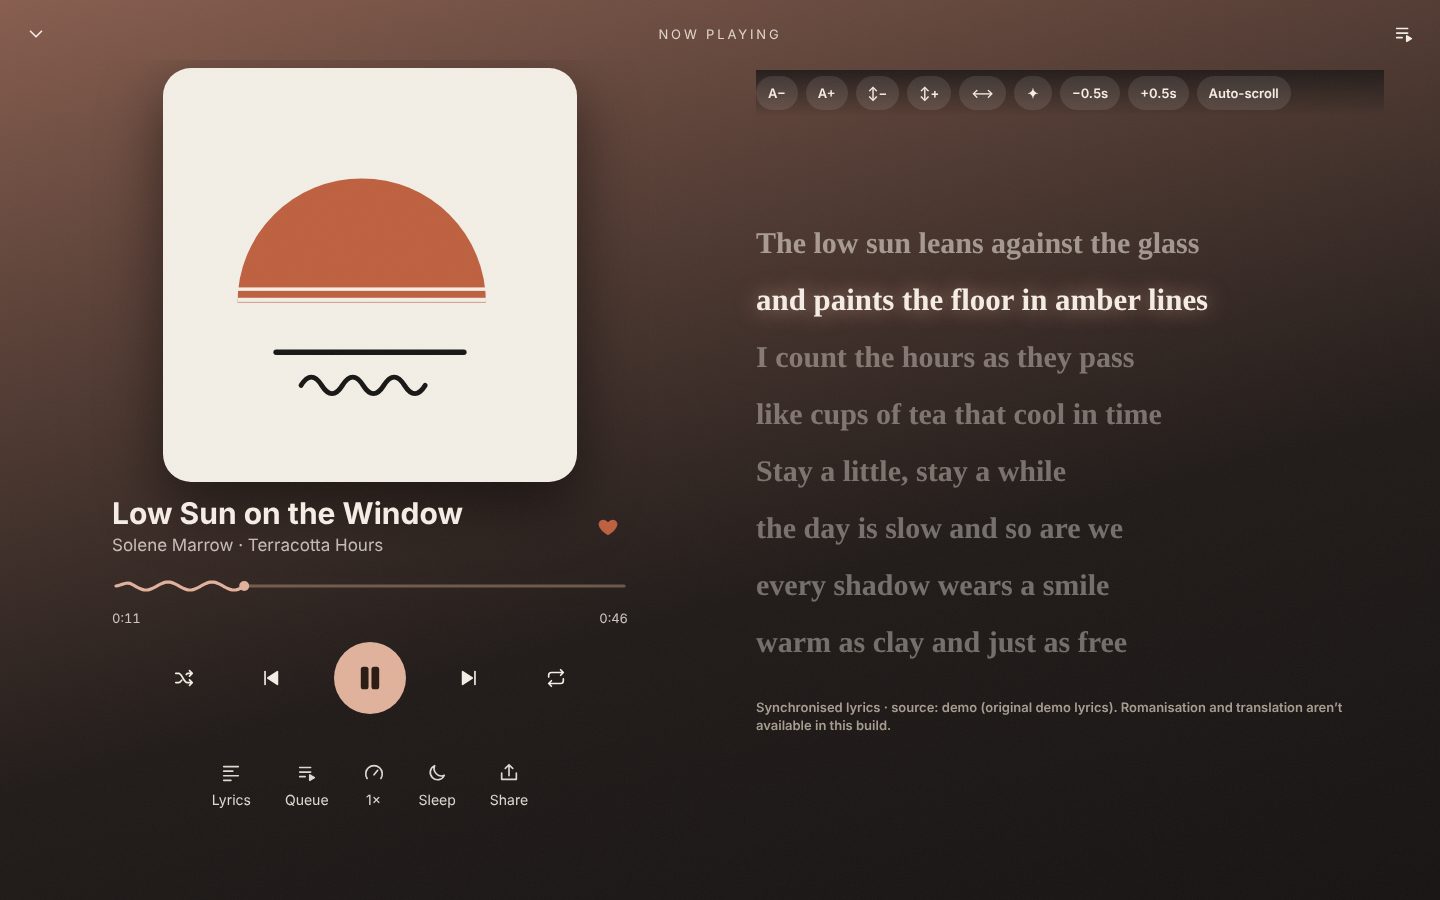 NOW PLAYING
A− A+ ↕− ↕+ ↔ ✦ −0.5s +0.5s Auto-scroll
The low sun leans against the glass
and paints the floor in amber lines
I count the hours as they pass
like cups of tea that cool in time
Stay a little, stay a while
the day is slow and so are we
every shadow wears a smile
warm as clay and just as free
Synchronised lyrics · source: demo (original demo lyrics). Romanisation and translation aren’t
available in this build.
Low Sun on the Window
Solene Marrow · Terracotta Hours
0:11 0:46
Lyrics Queue 1× Sleep Share